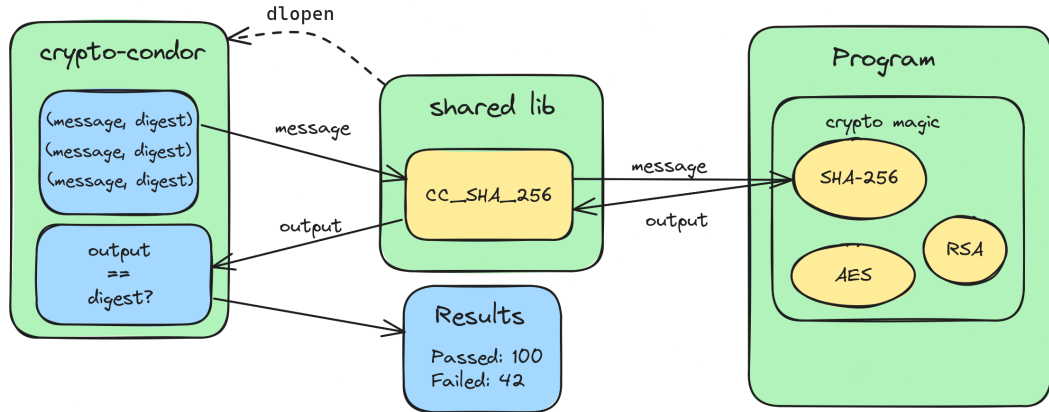 dlopen
crypto-condor
(message, digest)
(message, digest)
(message, digest)
output
==
digest?
message
output
shared lib
CC_SHA_256
message
output
Program
crypto magic
SHA-256
RSA
AES
Results
Passed: 100
Failed: 42